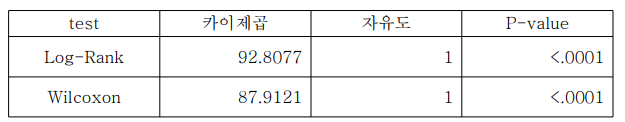 test 카이제곱 자유도 P-value
Log-Rank 92.8077 1 <.0001
Wilcoxon 87.9121 1 <.0001